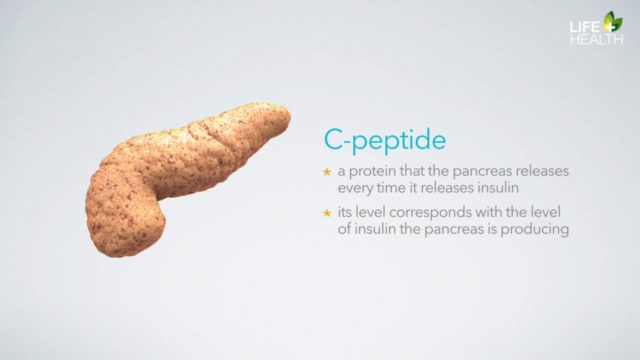 LIFE +
HEALTH
C-peptide
* a protein that the pancreas releases
every time it releases insulin
* its level corresponds with the level
of insulin the pancreas is producing